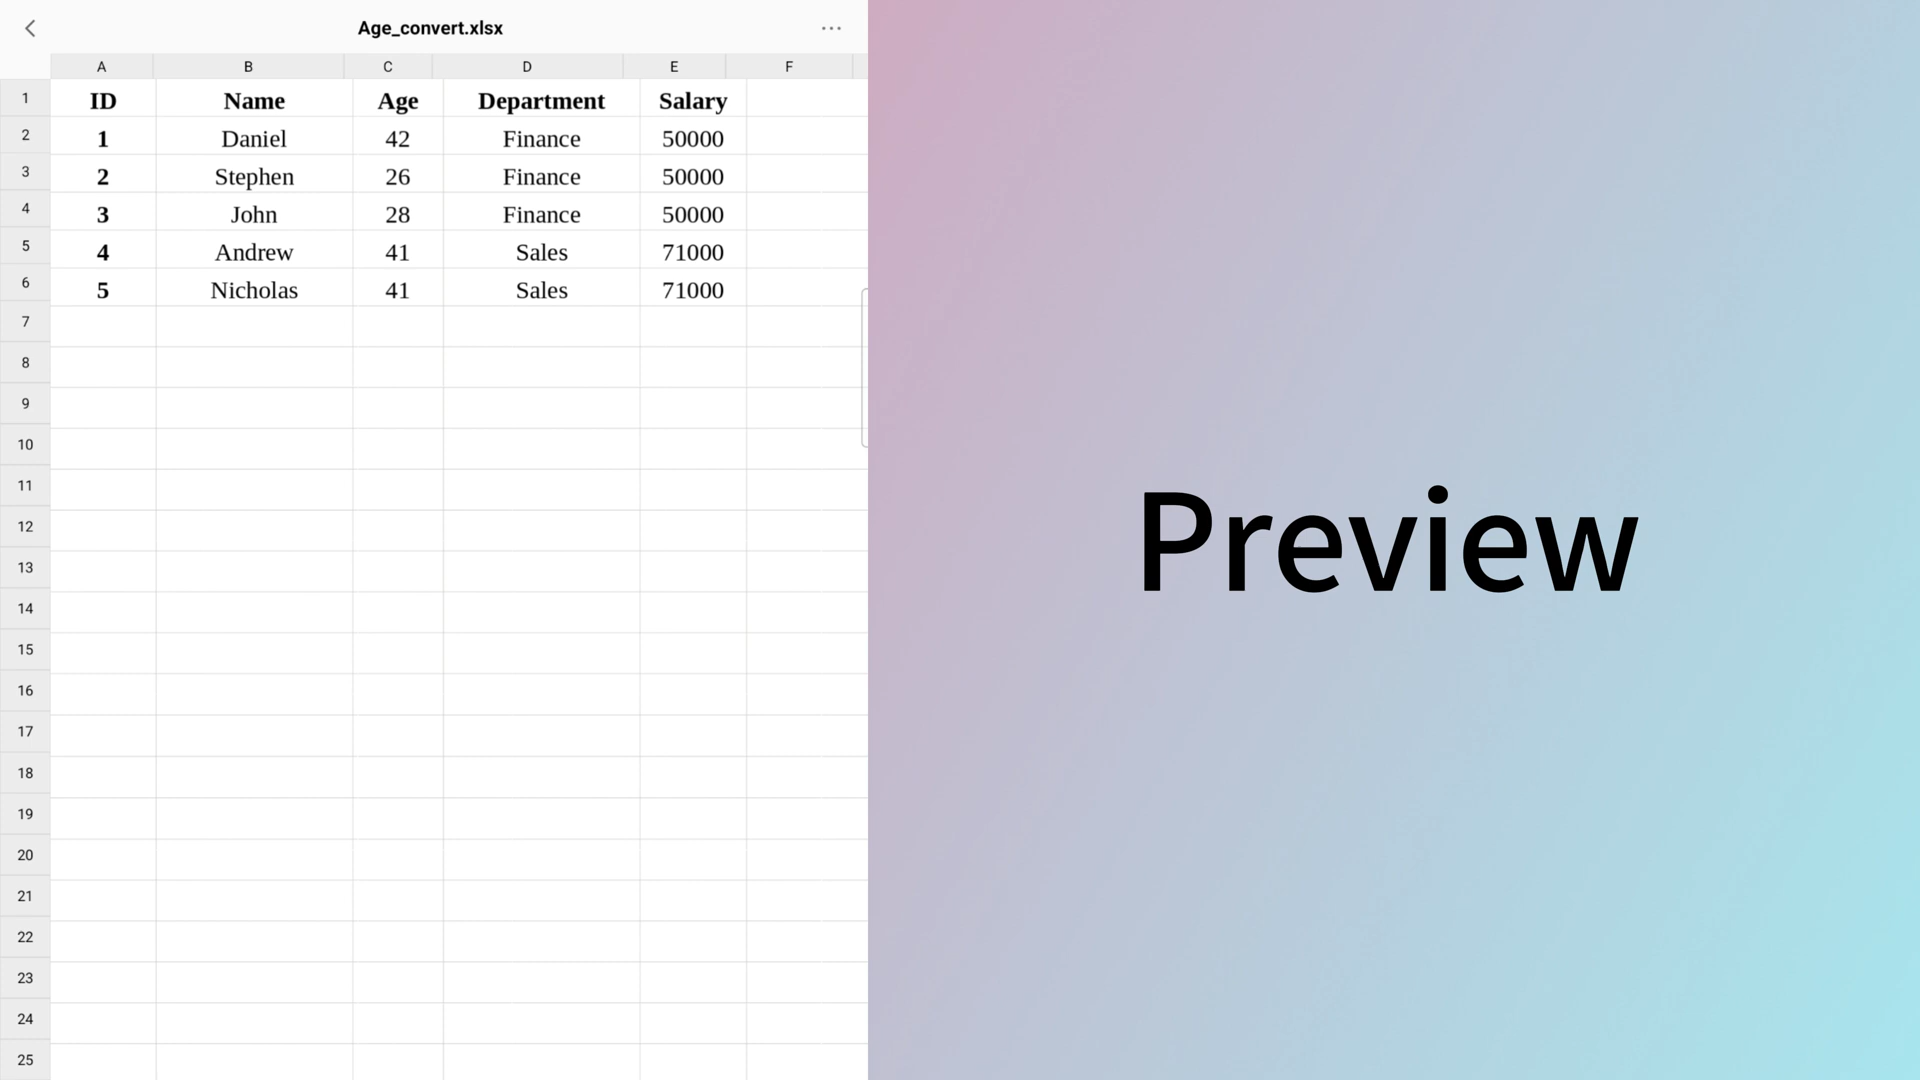 Age_convert.xlsx
A B C D E F
1 ID Name Age Department Salary
2 1 Daniel 42 Finance 50000
3 2 Stephen 26 Finance 50000
4 3 John 28 Finance 50000
5 4 Andrew 41 Sales 71000
6 5 Nicholas 41 Sales 71000
7
8
9
10
11
12
13
14
15
16
17
18
19
20
21
22
23
24
25
Preview